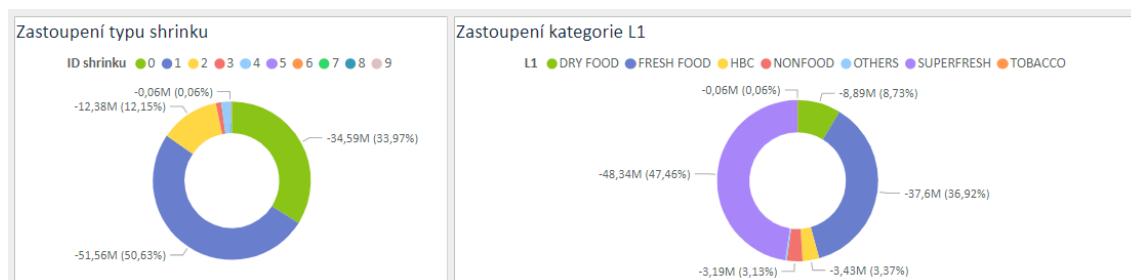 Zastoupení typu shrinku
ID shrinku 0 1 2 3 4 5 6 7 8 9
-0,06M (0,06%)
-12,38M (12,15%)
-34,59M (33,97%)
-51,56M (50,63%)
Zastoupení kategorie L1
L1 DRY FOOD FRESH FOOD HBC NONFOOD OTHERS SUPERFRESH TOBACCO
-0,06M (0,06%)
-8,89M (8,73%)
-48,34M (47,46%)
-37,6M (36,92%)
-3,19M (3,13%)
-3,43M (3,37%)